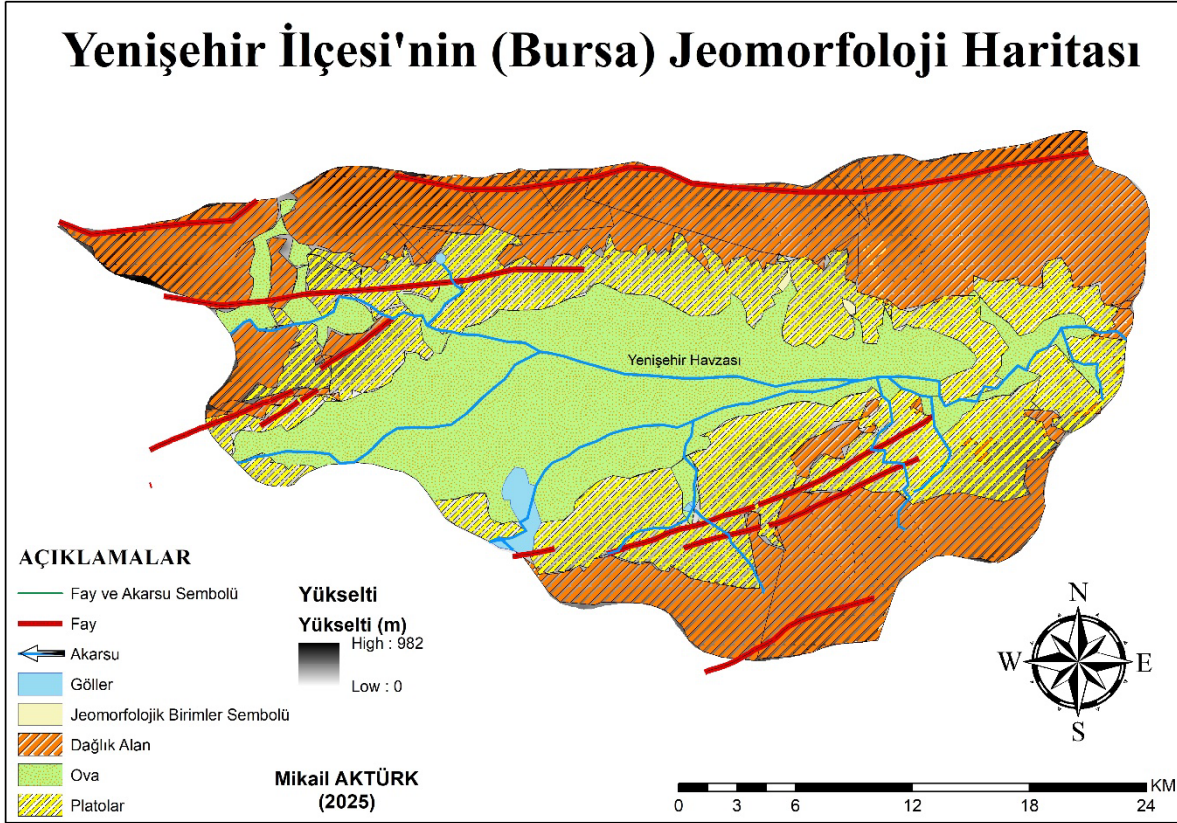 Yenişehir İlçesi'nin (Bursa) Jeomorfoloji Haritası
Yenişehir Havzası
AÇIKLAMALAR
Fay ve Akarsu Sembolü
Fay
Akarsu
Göller
Jeomorfolojik Birimler Sembolü
Dağlık Alan
Ova
Platolar
Yükselti
Yükselti (m)
High : 982
Low : 0
Mikail AKTÜRK
(2025)
N
W E
S
KM
0 3 6 12 18 24